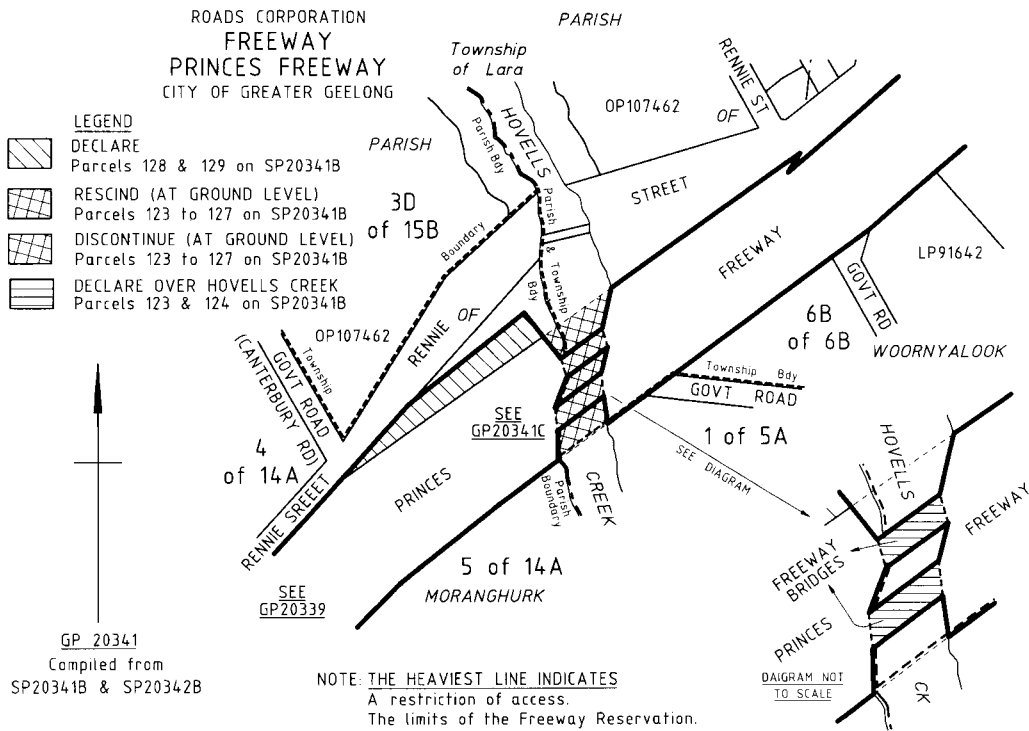 ROADS CORPORATION
FREEWAY
PRINCES FREEWAY
CITY OF GREATER GEELONG
LEGEND
DECLARE
Parcels 128 & 129 on SP20341B
RESCIND (AT GROUND LEVEL)
Parcels 123 to 127 on SP20341B
DISCONTINUE (AT GROUND LEVEL)
Parcels 123 to 127 on SP20341B
DECLARE OVER HOVELLS CREEK
Parcels 123 & 124 on SP20341B
PARISH
Township
of Lara
HOVELLS
Parish Bdy
OP107462
OF
RENNIE ST
PARISH
3D
of 15B
Boundary
Parish
& Township
Bdy
STREET
FREEWAY
LP91642
GOVT RD
6B
of 6B
WOORNYALOOK
Township Bdy
GOVT ROAD
1 of 5A
OP107462
RENNIE
OF
Township
GOVT ROAD
(CANTERBURY RD)
4
of 14A
RENNIE SREEET
SEE
GP20341C
PRINCES
CREEK
Parish
Boundary
SEE DIAGRAM
5 of 14A
MORANGHURK
SEE
GP20339
HOVELLS
FREEWAY
FREEWAY
BRIDGES
PRINCES
CK
DAIGRAM NOT
TO SCALE
GP 20341
Compiled from
SP20341B & SP20342B
NOTE: THE HEAVIEST LINE INDICATES
A restriction of access.
The limits of the Freeway Reservation.